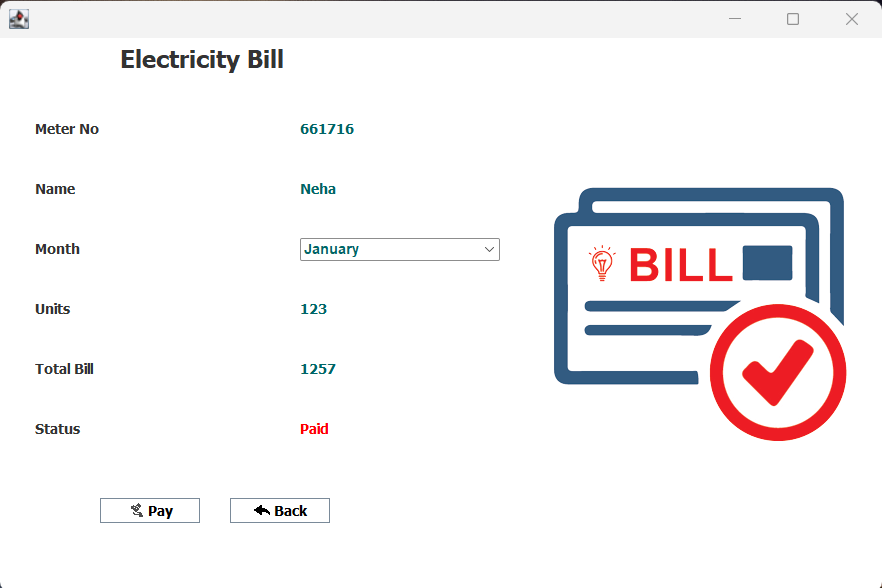 Electricity Bill
Meter No 661716
Name Neha
Month January
Units 123
Total Bill 1257
Status Paid
BILL
Pay Back